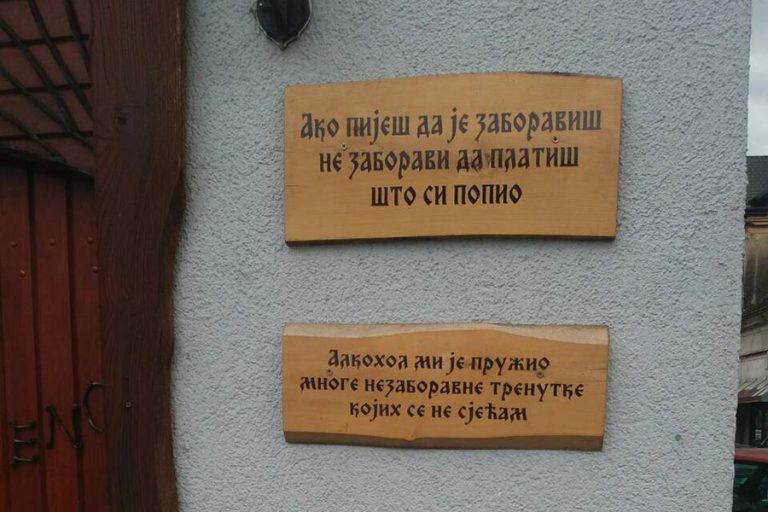 Ако пијеш да је заборавиш
не заборави да платиш
што си попио
Алкохол ми је пружио
многе незаборавне тренутке
којих се не сјећам
ENC